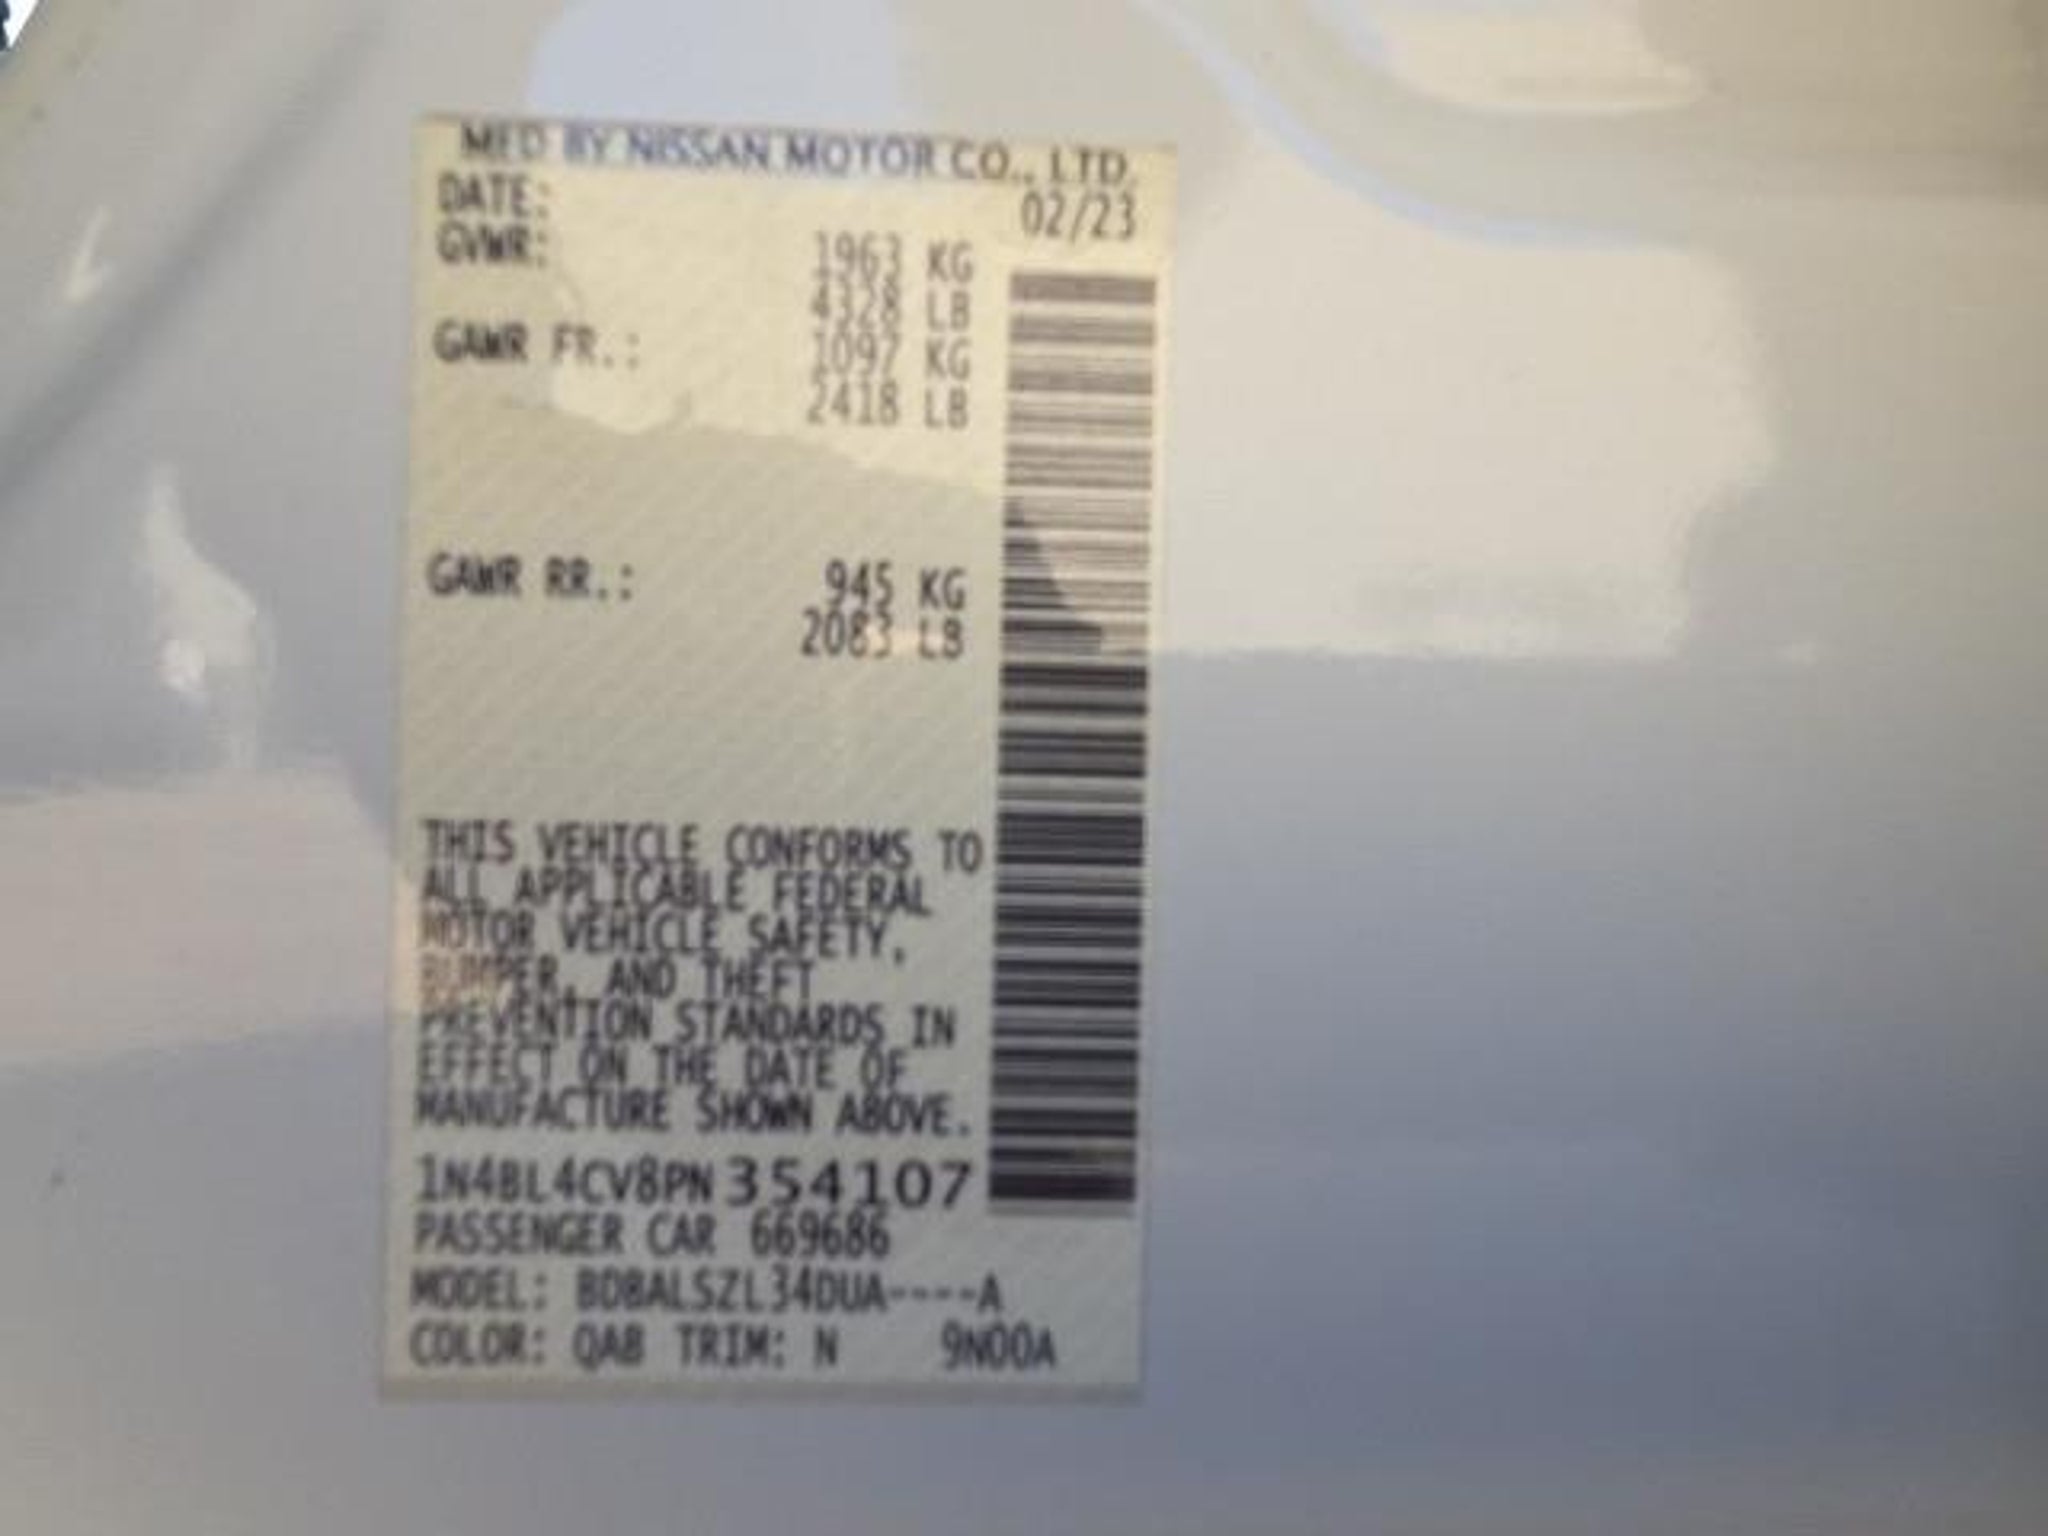 MFD BY NISSAN MOTOR CO., LTD.
DATE: 02/23
GVWR: 1963 KG
4328 LB
GAWR FR.: 1097 KG
2418 LB
GAWR RR.: 945 KG
2083 LB
THIS VEHICLE CONFORMS TO
ALL APPLICABLE FEDERAL
MOTOR VEHICLE SAFETY,
BUMPER, AND THEFT
PREVENTION STANDARDS IN
EFFECT ON THE DATE OF
MANUFACTURE SHOWN ABOVE.
1N4BL4CV8PN354107
PASSENGER CAR 669686
MODEL: BDBALSZL34DUA----A
COLOR: QAB TRIM: N 9N00A